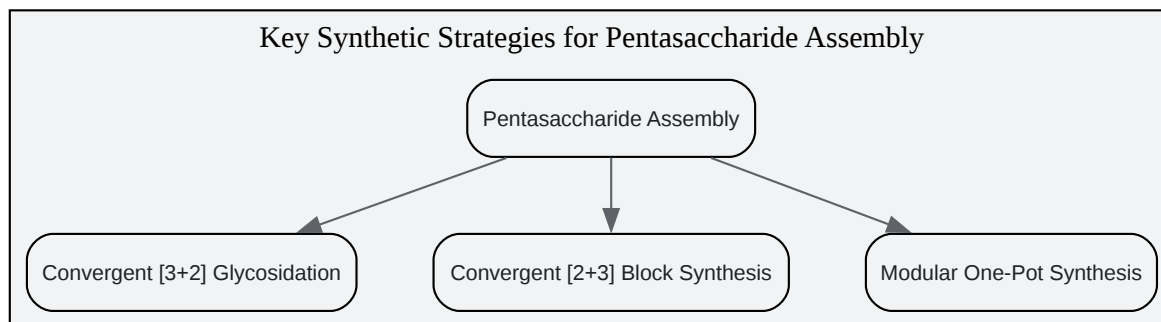 Key Synthetic Strategies for Pentasaccharide Assembly
Pentasaccharide Assembly
Convergent [3+2] Glycosidation
Convergent [2+3] Block Synthesis
Modular One-Pot Synthesis